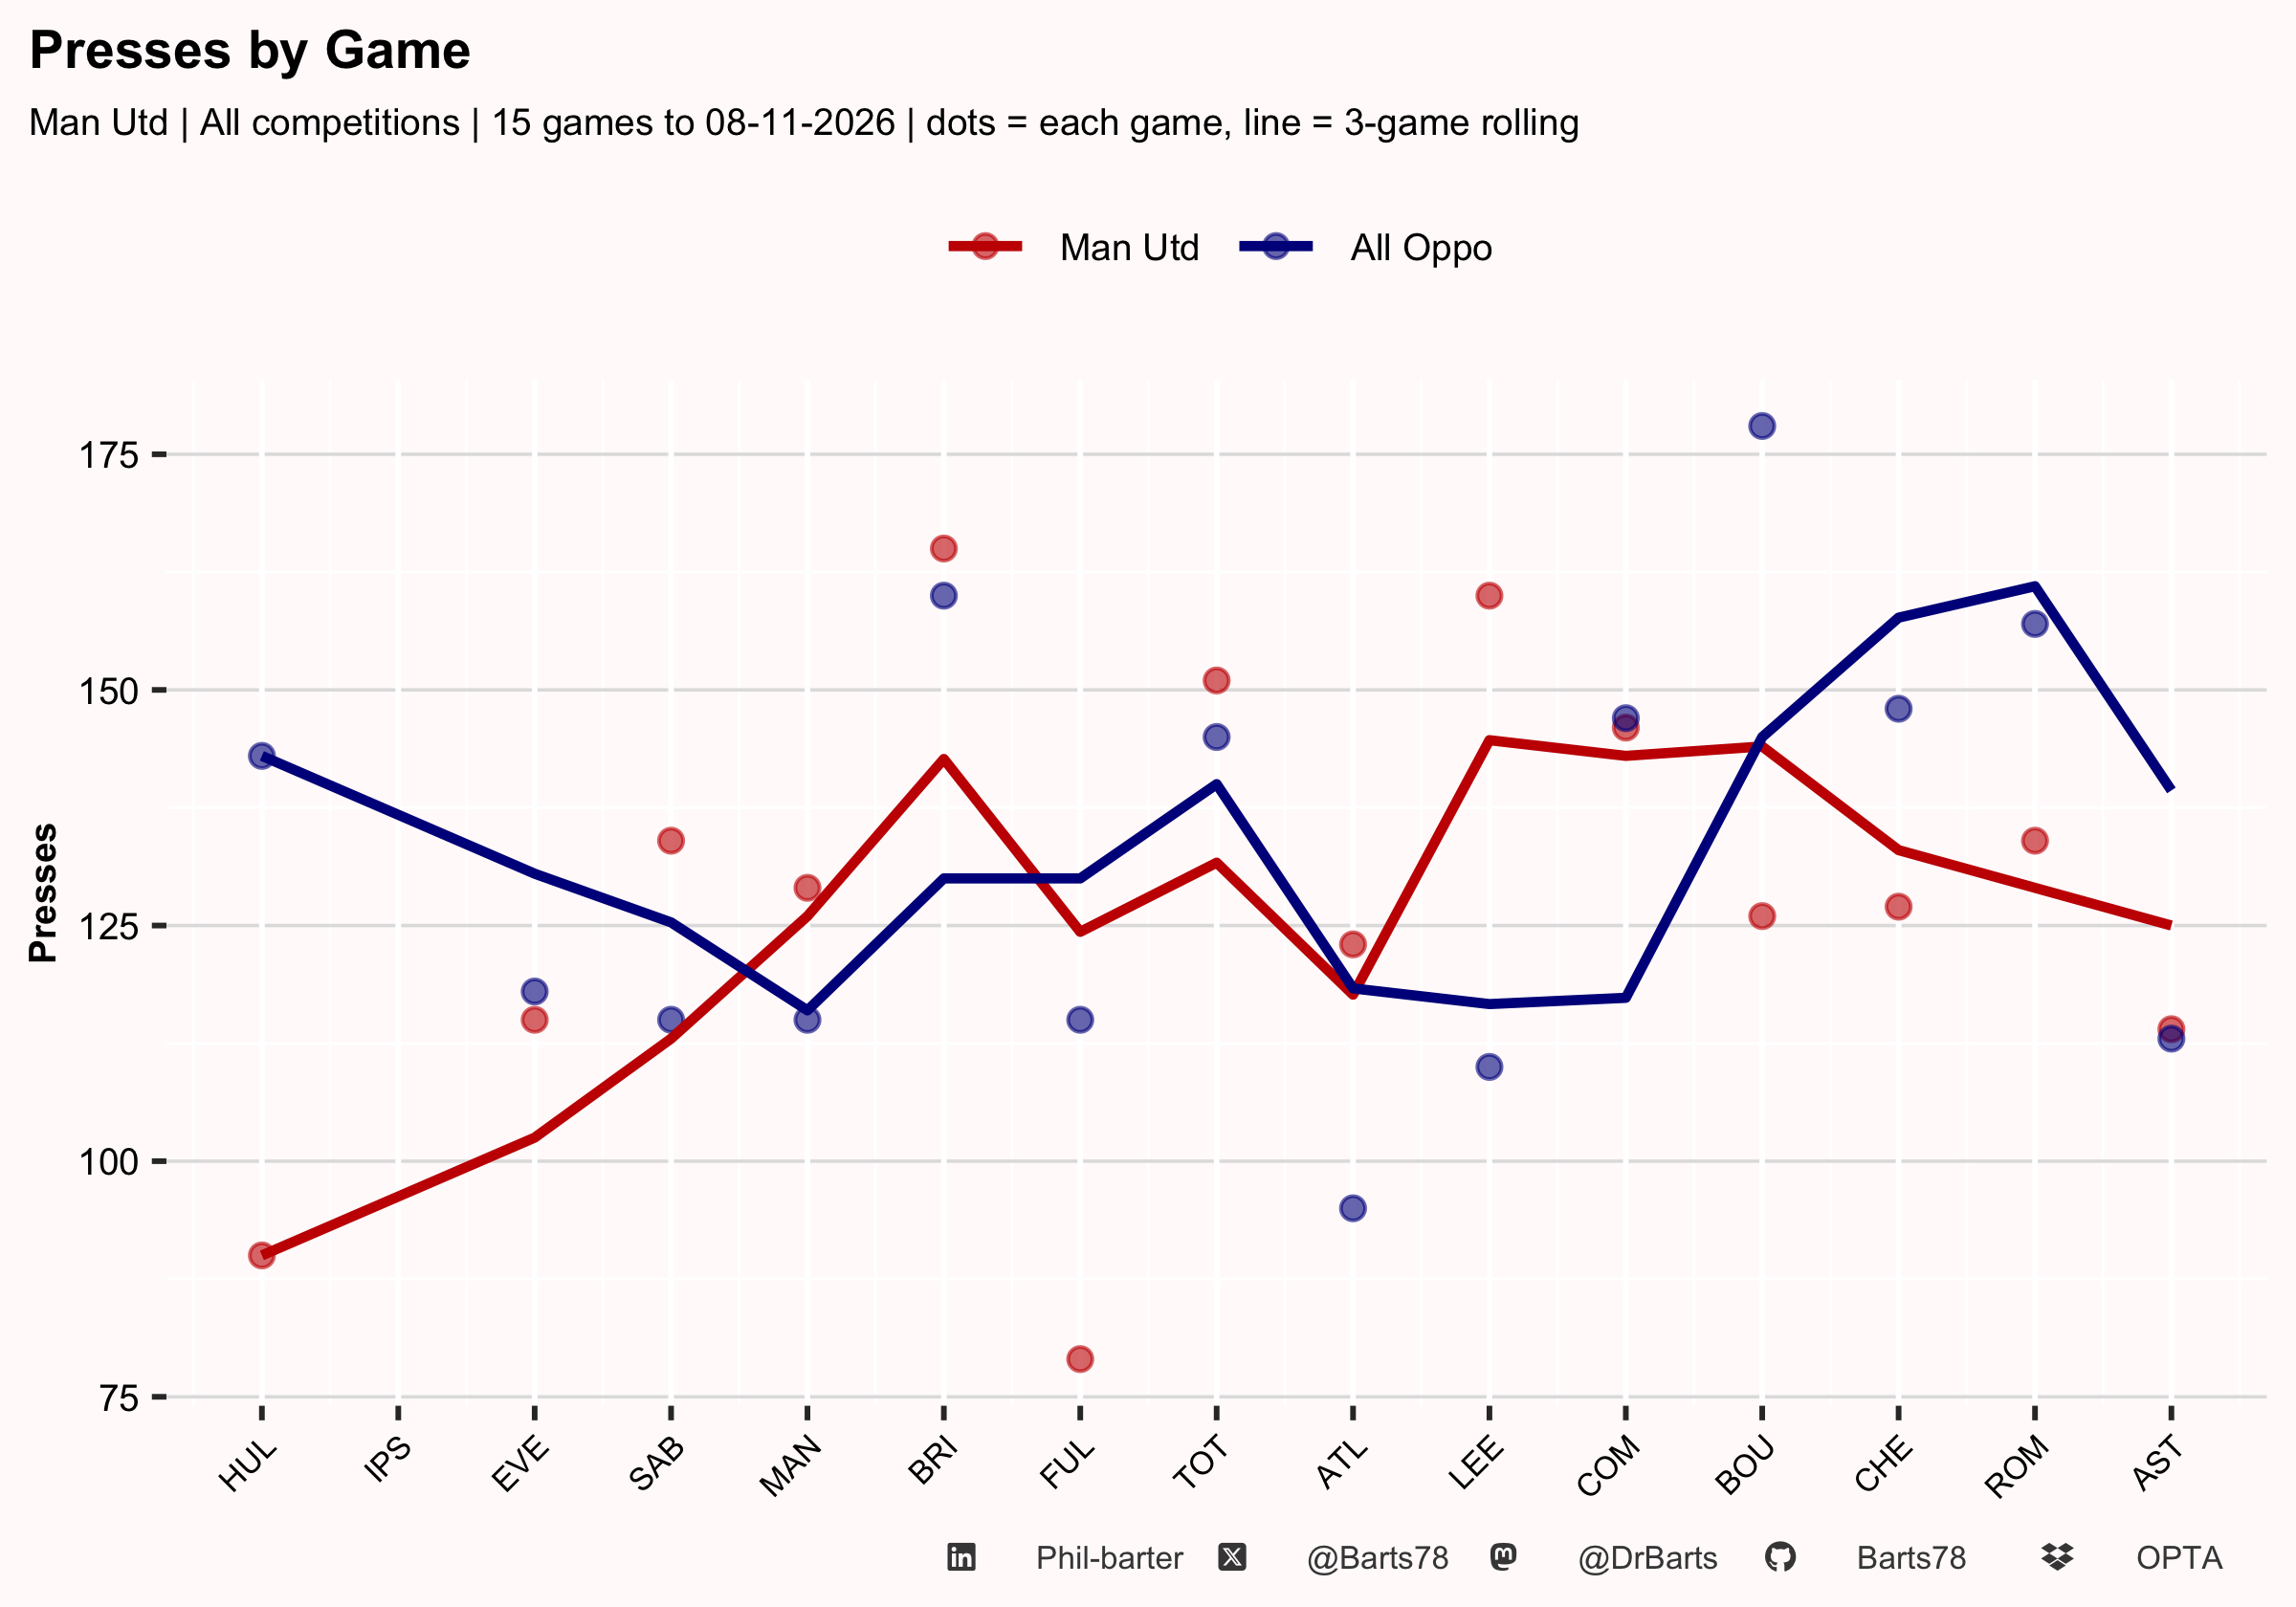 Presses by Game
Man Utd | All competitions | 15 games to 08-11-2026 | dots = each game, line = 3-game rolling
Man Utd All Oppo
Presses
175
150
125
100
75
HUL IPS EVE SAB MAN BRI FUL TOT ATL LEE COM BOU CHE ROM AST
Phil-barter @Barts78 @DrBarts Barts78 OPTA